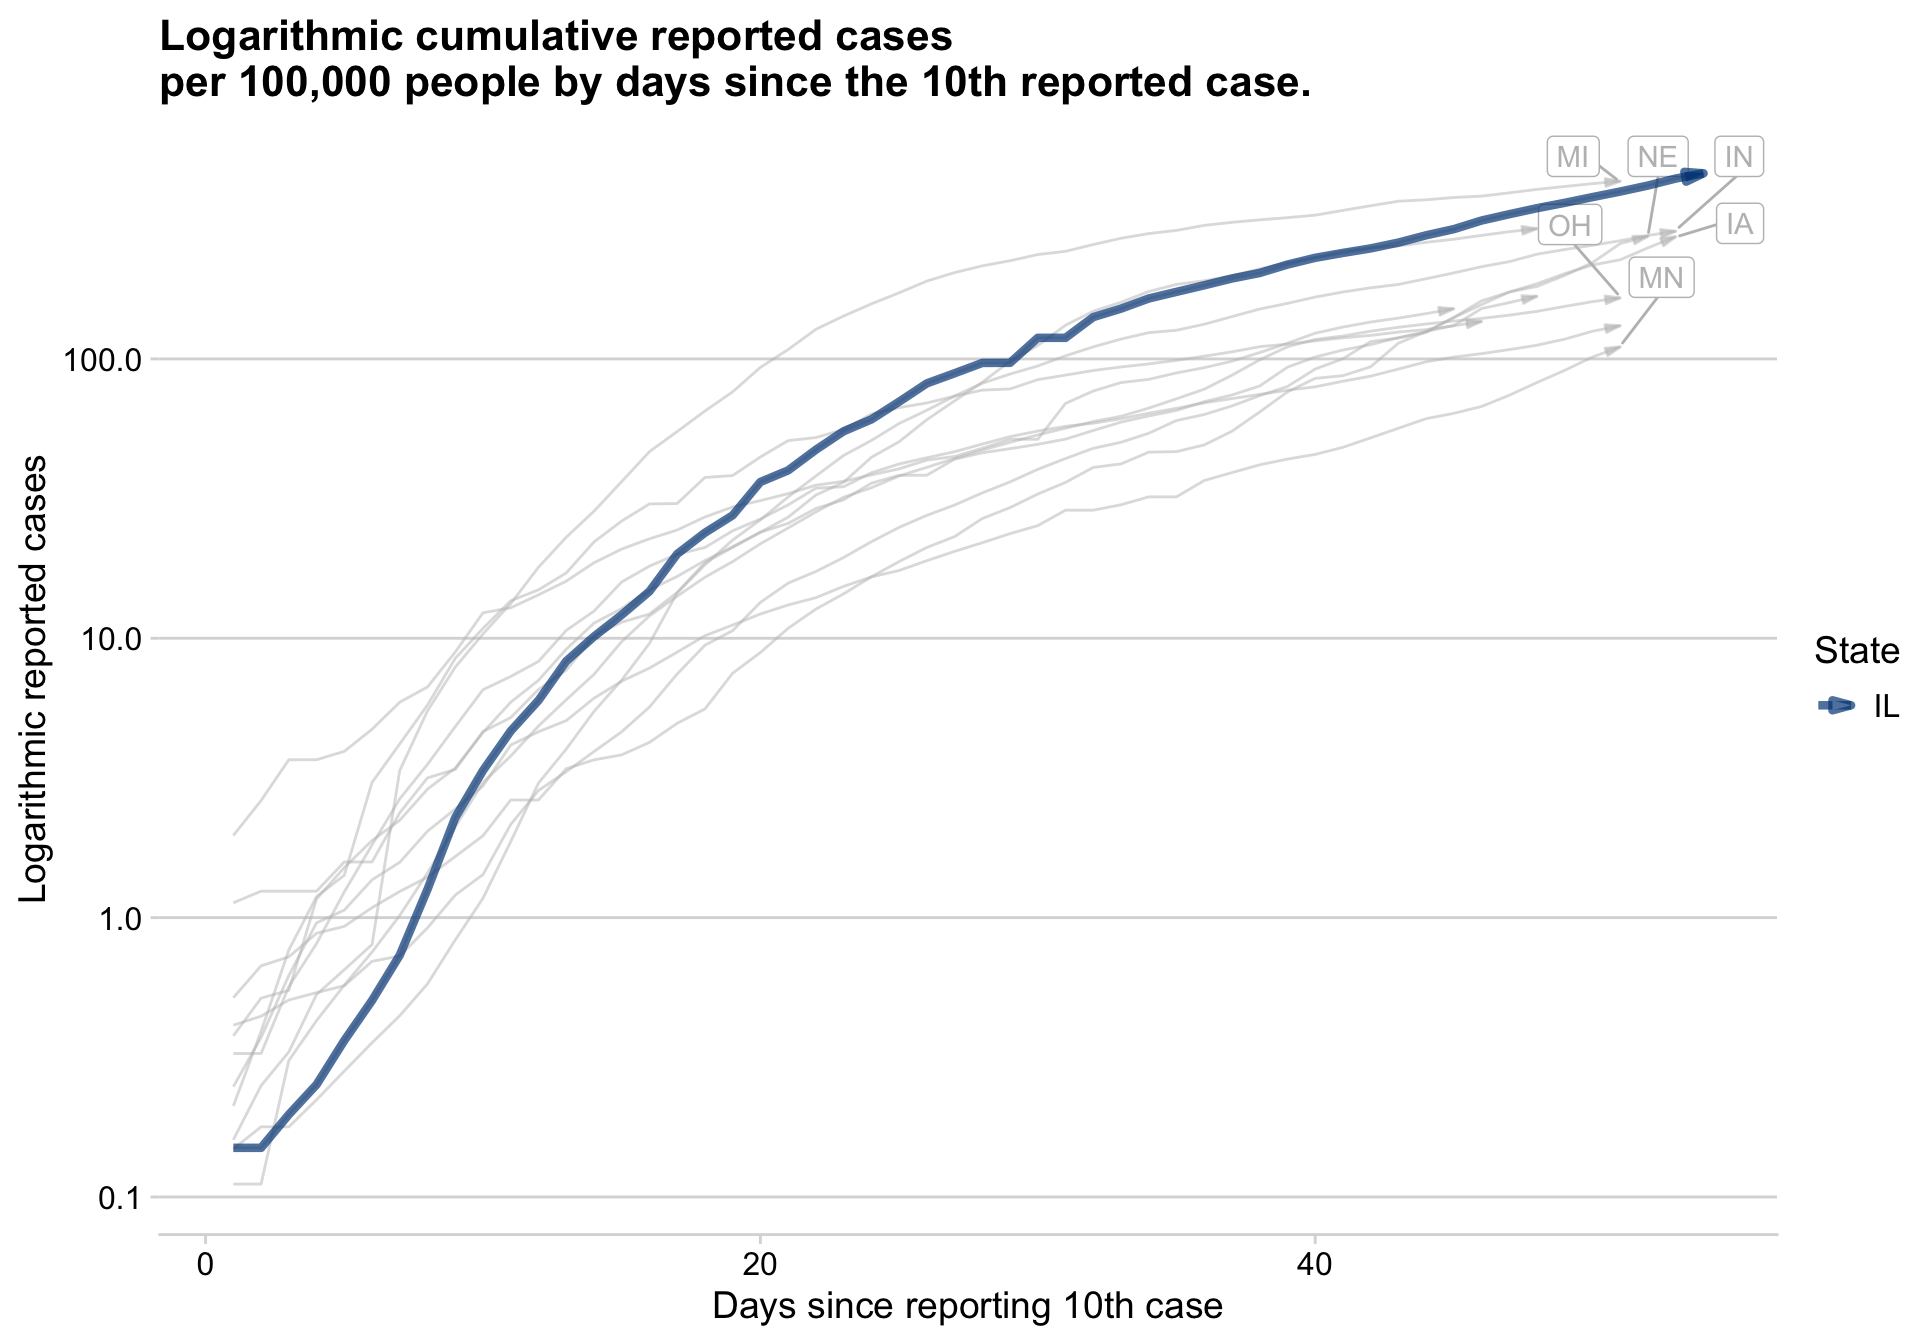 Logarithmic cumulative reported cases
per 100,000 people by days since the 10th reported case.
MI
NE
IN
OH
IA
MN
100.0
10.0
1.0
0.1
Logarithmic reported cases
0
20
40
Days since reporting 10th case
State
IL